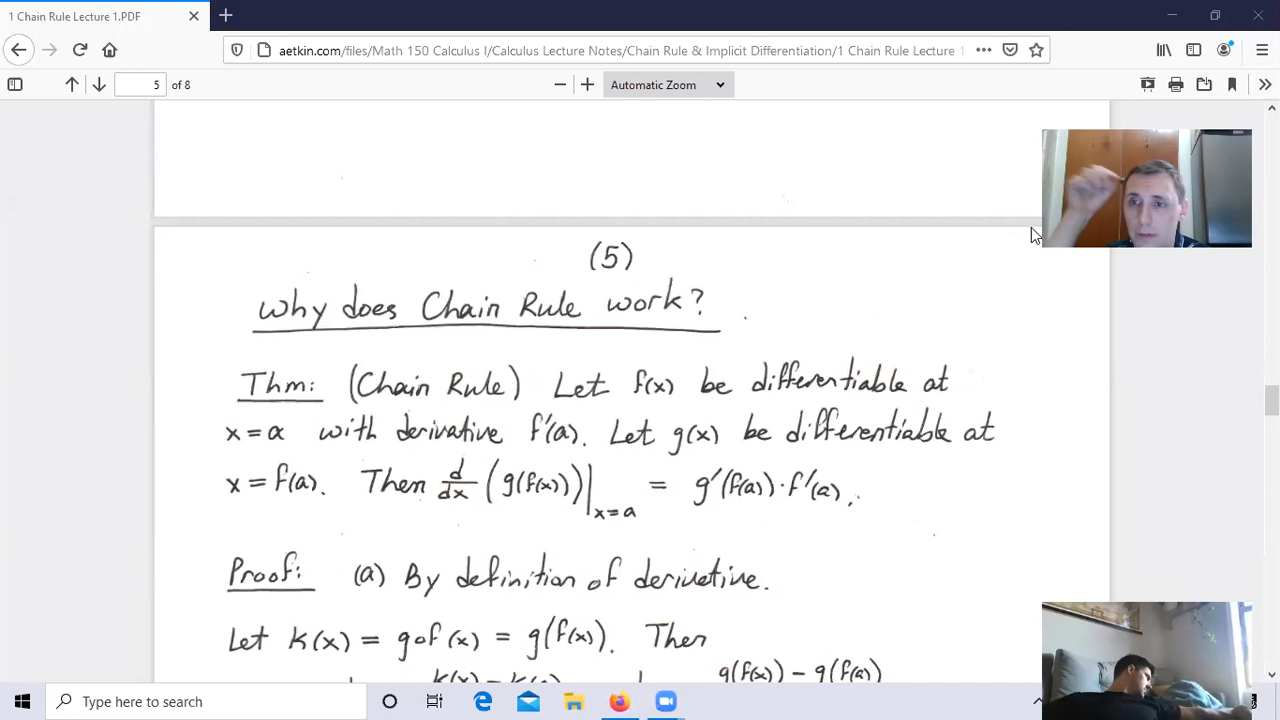 1 Chain Rule Lecture 1.PDF
aetkin.com/files/Math 150 Calculus I/Calculus Lecture Notes/Chain Rule & Implicit Differentiation/1 Chain Rule Lecture 1
5 of 8
Automatic Zoom
(5)
Why does Chain Rule work?
Thm: (Chain Rule) Let f(x) be differentiable at
x = a with derivative f'(a). Let g(x) be differentiable at
x = f(a). Then d/dx (g(f(x)))|x=a = g'(f(a)) · f'(a).
Proof: (a) By definition of derivative.
Let k(x) = g∘f(x) = g(f(x)). Then
k(x) - k(a) g(f(x)) - g(f(a))
Type here to search